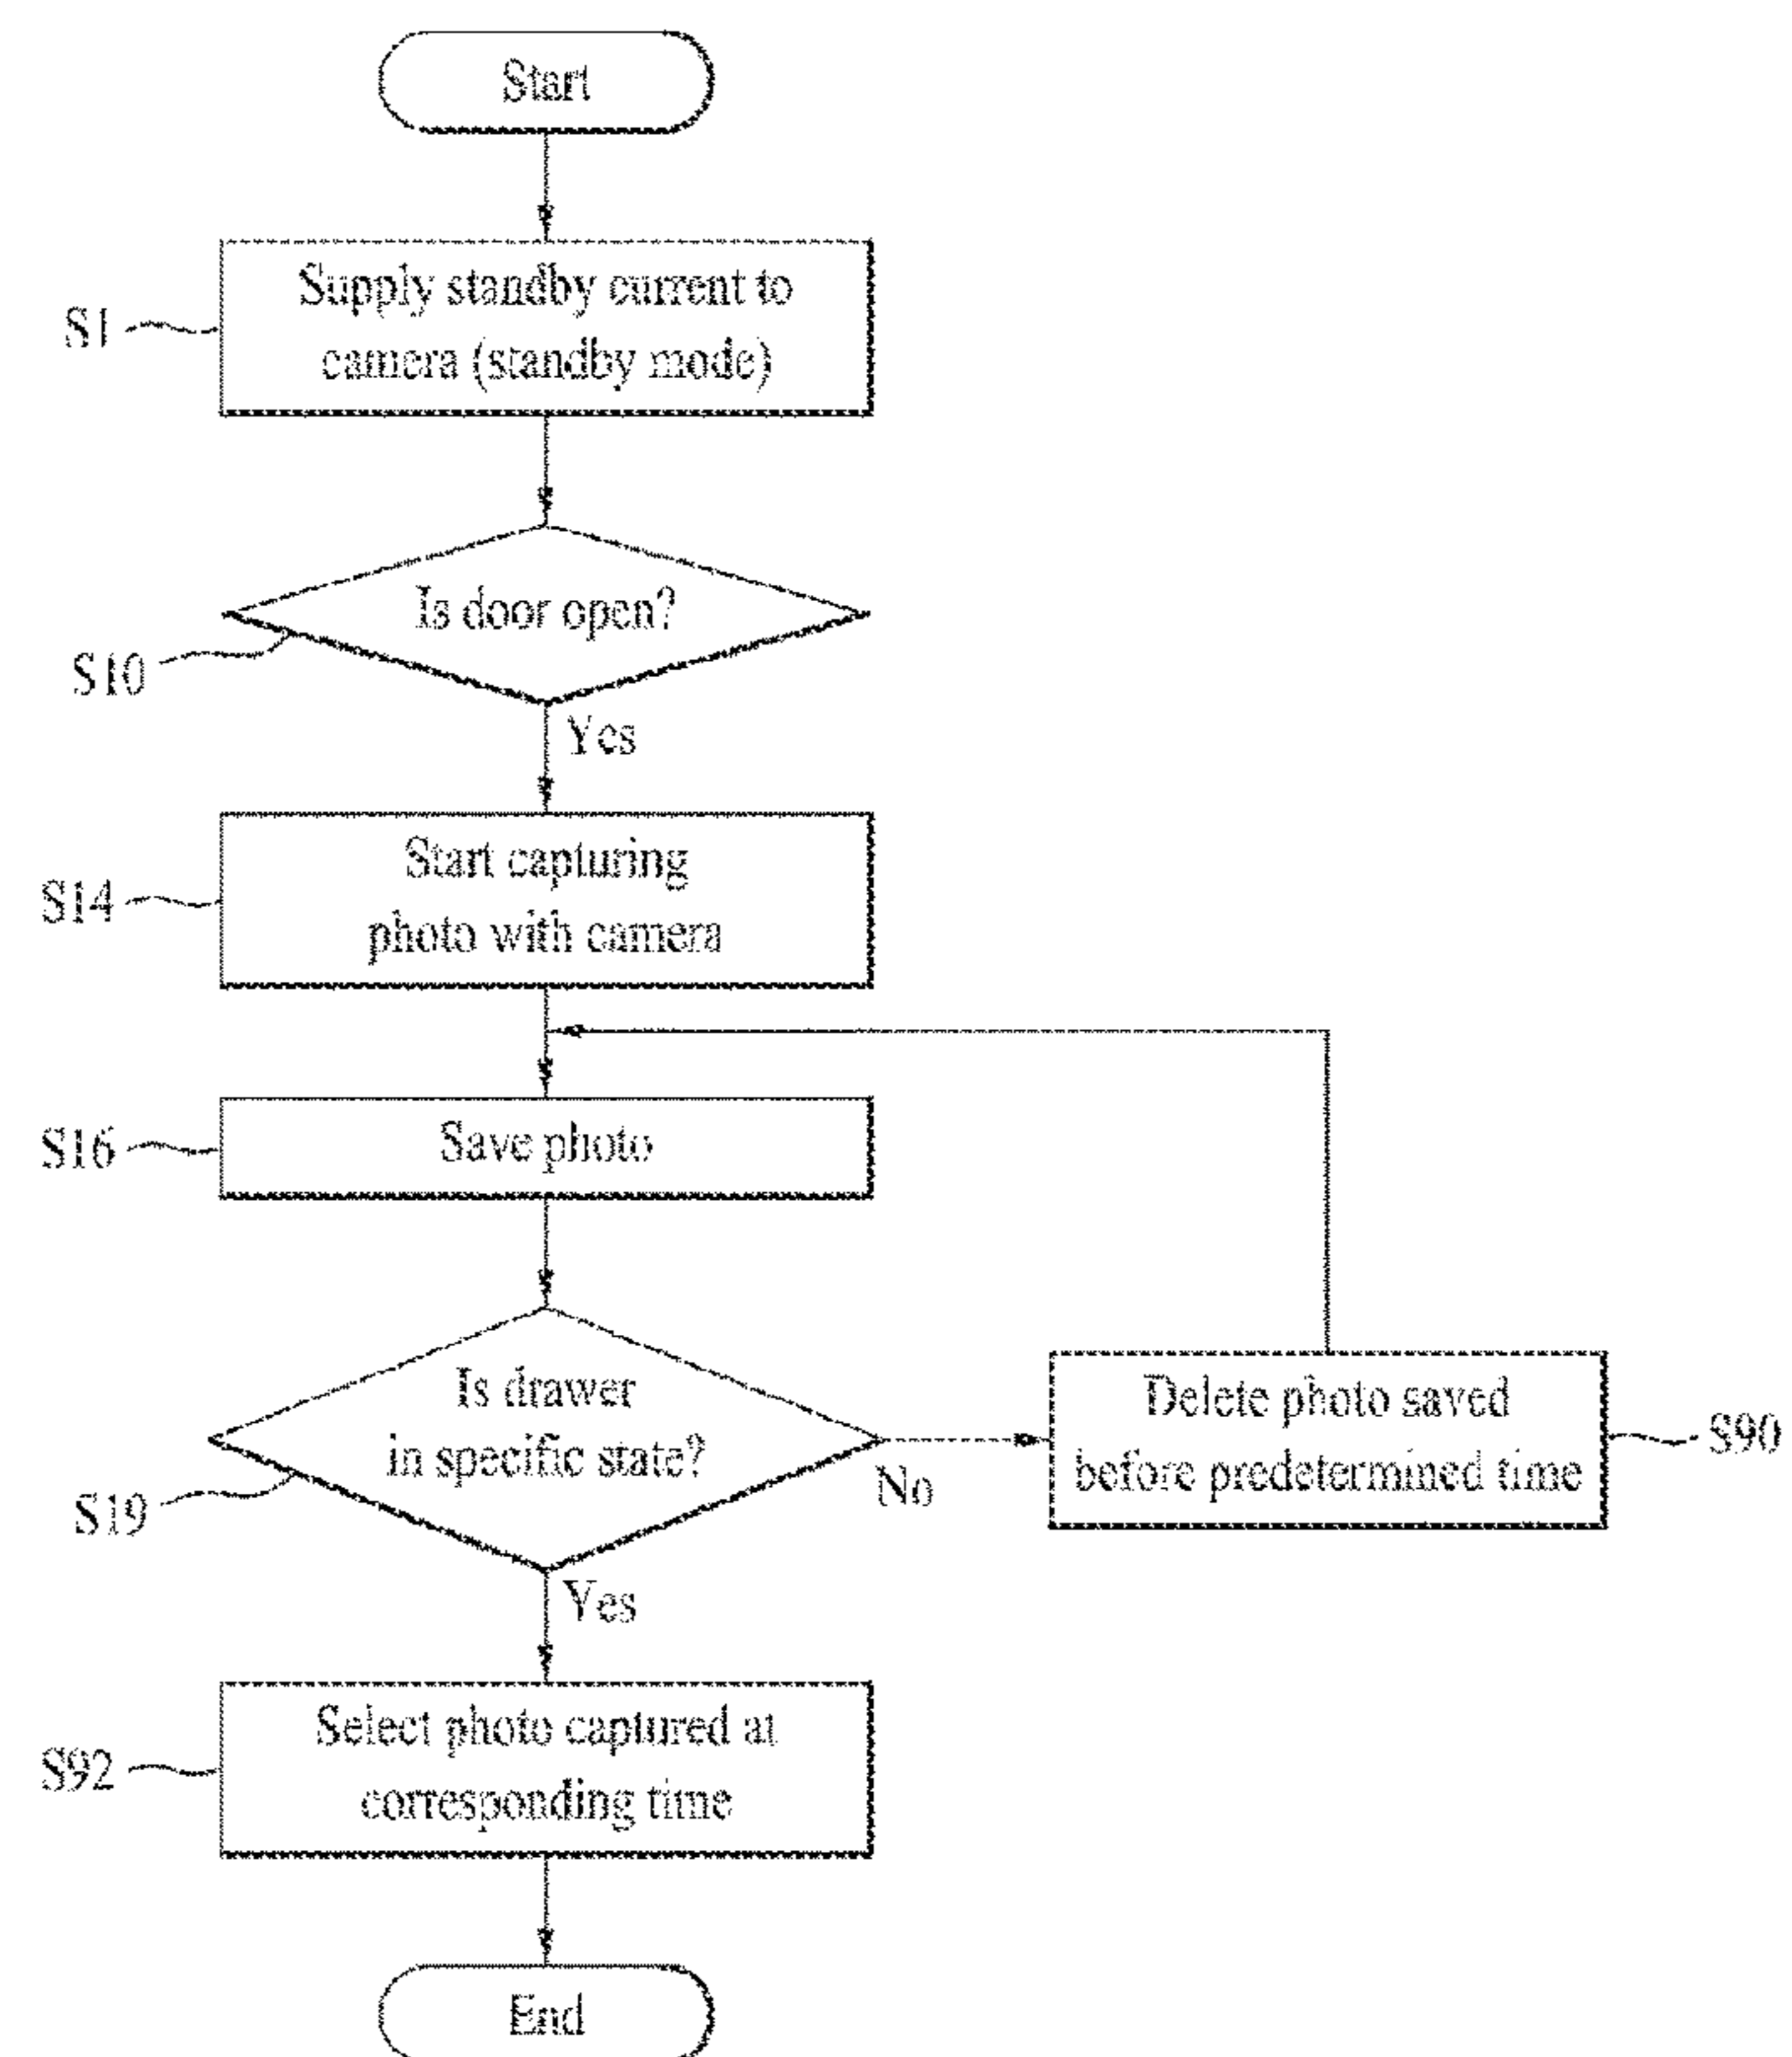 Start
S1
Supply standby current to
camera (standby mode)
Is door open?
S10
Yes
S14
Start capturing
photo with camera
S16
Save photo
Is drawer
in specific state?
S19
No
Delete photo saved
before predetermined time
S90
Yes
S92
Select photo captured at
corresponding time
End